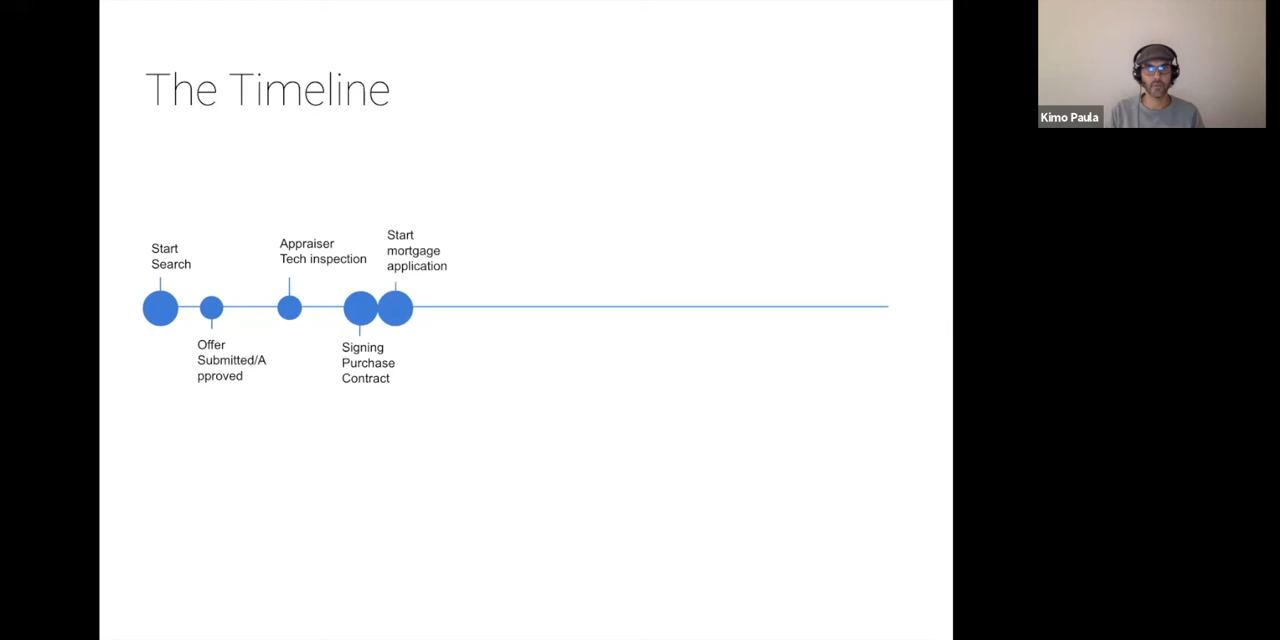 The Timeline
Start
Search
Appraiser
Tech inspection
Start
mortgage
application
Offer
Submitted/A
pproved
Signing
Purchase
Contract
Kimo Paula